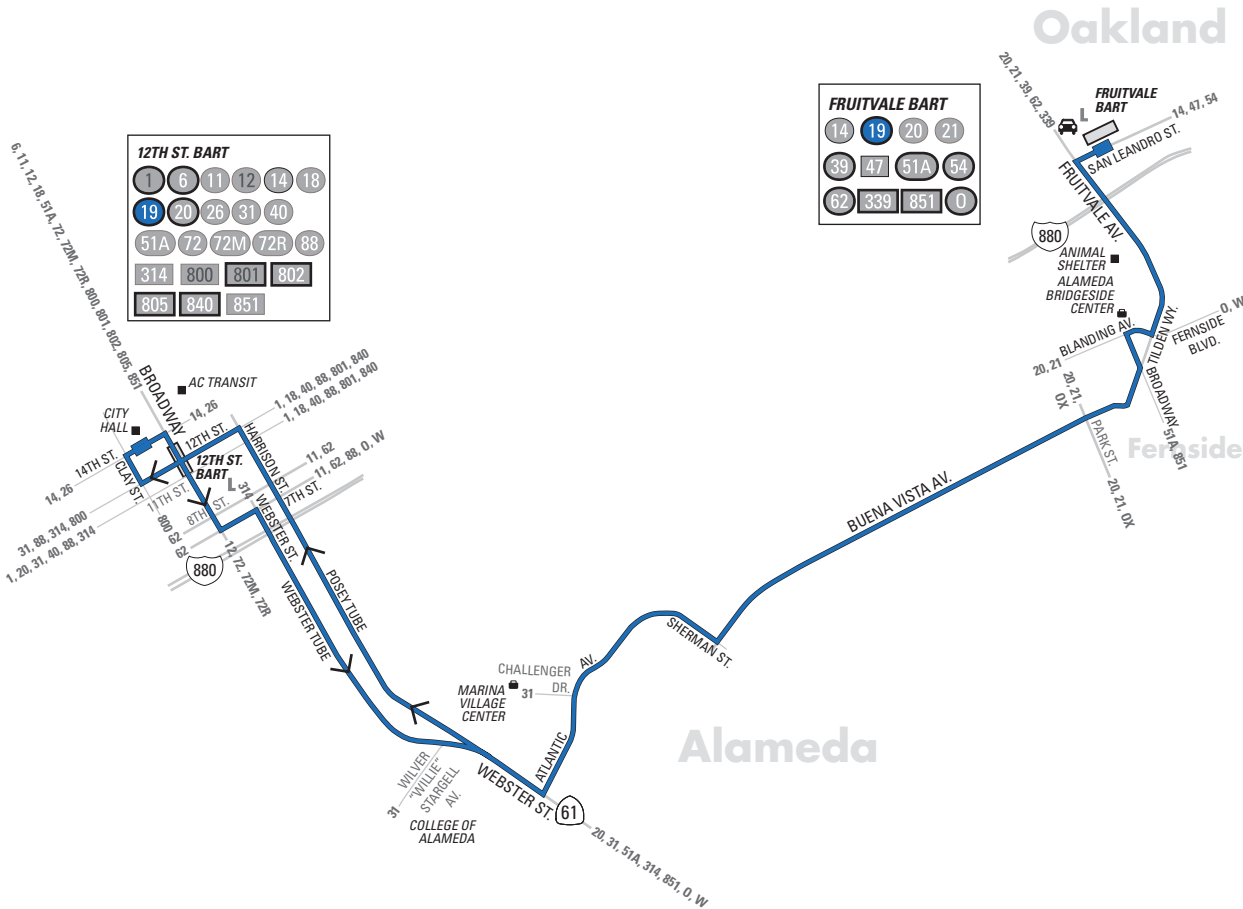 Oakland
20, 21, 39, 62, 339
FRUITVALE
BART
L
14, 47, 54
SAN LEANDRO ST.
FRUITVALE AV.
880
ANIMAL
SHELTER
ALAMEDA
BRIDGESIDE
CENTER
BLANDING AV.
20, 21
TILDEN WY.
O, W
FERNSIDE
BLVD.
BROADWAY
51A, 851
20, 21,
OX
PARK ST.
20, 21, OX
Fernside
FRUITVALE BART
14 19 20 21
39 47 51A 54
62 339 851 O
12TH ST. BART
1 6 11 12 14 18
19 20 26 31 40
51A 72 72M 72R 88
314 800 801 802
805 840 851
6, 11, 12, 18, 51A, 72, 72M, 72R, 800, 801, 802, 805, 851
BROADWAY
AC TRANSIT
CITY
HALL
14, 26
1, 18, 40, 88, 801, 840
1, 18, 40, 88, 801, 840
12TH ST.
HARRISON ST.
14TH ST.
14, 26
CLAY ST.
12TH ST.
BART
L
11TH ST.
11, 62
11, 62, 88, O, W
314
7TH ST.
8TH ST.
WEBSTER ST.
31, 88, 314, 800
1, 20, 31, 40, 88, 314
800
62
62
880
12, 72, 72M, 72R
WEBSTER TUBE
POSEY TUBE
BUENA VISTA AV.
SHERMAN ST.
CHALLENGER
DR.
31
MARINA
VILLAGE
CENTER
ATLANTIC
AV.
Alameda
WILVER
"WILLIE"
STARGELL
AV.
31
COLLEGE OF
ALAMEDA
WEBSTER ST.
61
20, 31, 51A, 314, 851, O, W